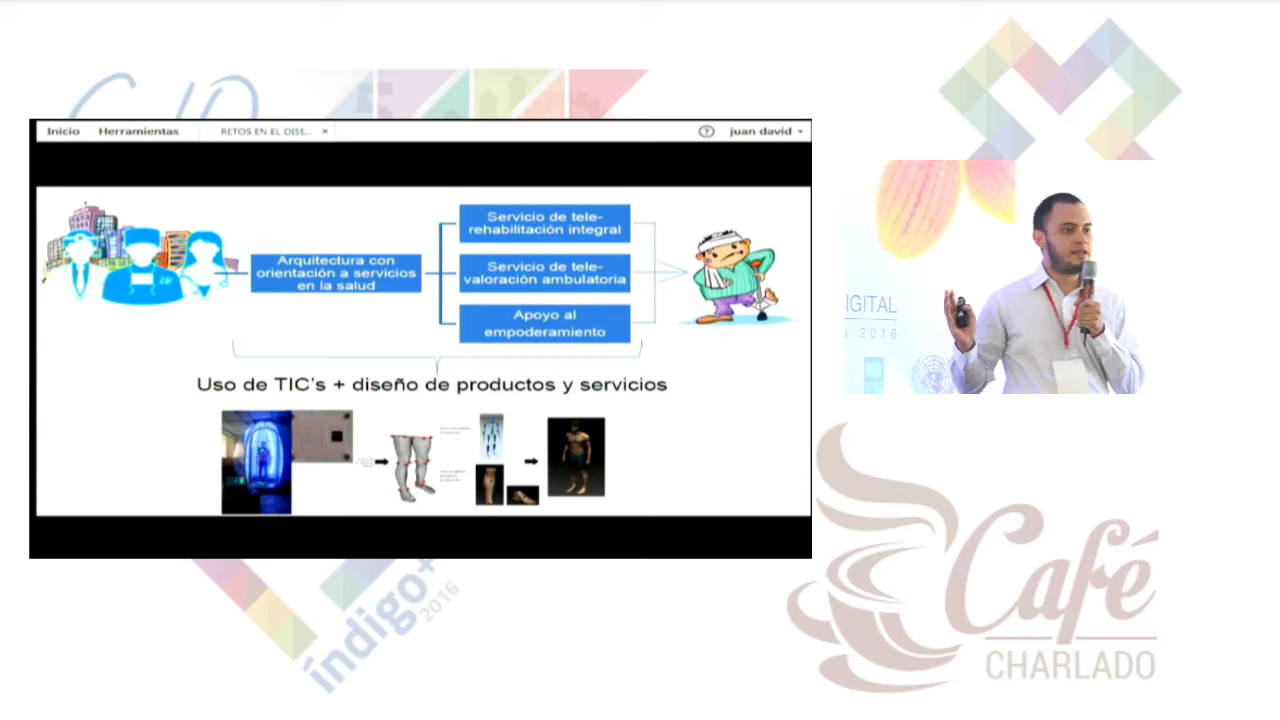 Inicio
Herramientas
RETOS EN EL DISE...
×
?
juan david
Servicio de tele-
rehabilitación integral
Arquitectura con
orientación a servicios
en la salud
Servicio de tele-
valoración ambulatoria
Apoyo al
empoderamiento
Uso de TIC's + diseño de productos y servicios
IGITAL
2016
índigo+
2016
Café
CHARLADO